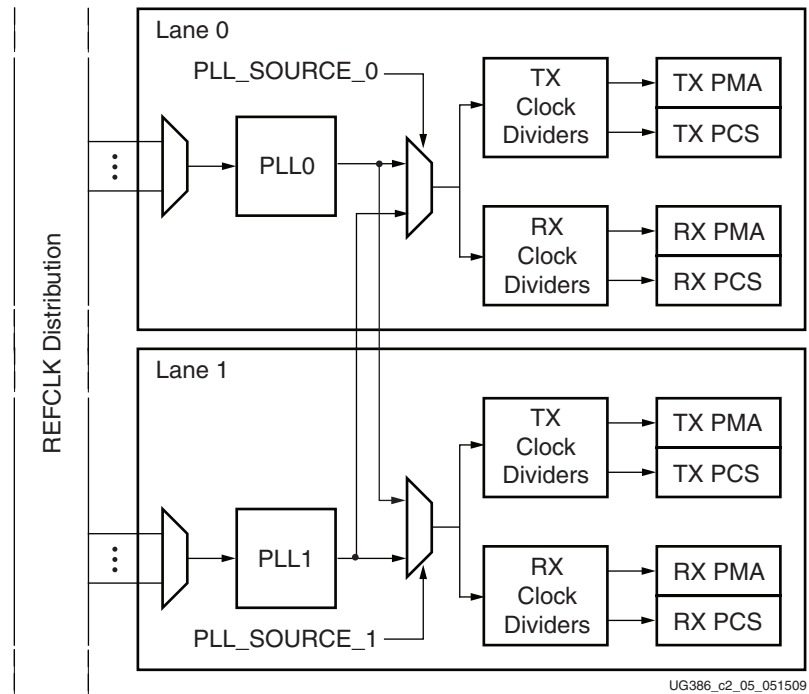 Lane 0
PLL_SOURCE_0
PLL0
TX
Clock
Dividers
TX PMA
TX PCS
RX
Clock
Dividers
RX PMA
RX PCS
REFCLK Distribution
Lane 1
PLL1
PLL_SOURCE_1
TX
Clock
Dividers
TX PMA
TX PCS
RX
Clock
Dividers
RX PMA
RX PCS
UG386_c2_05_051509